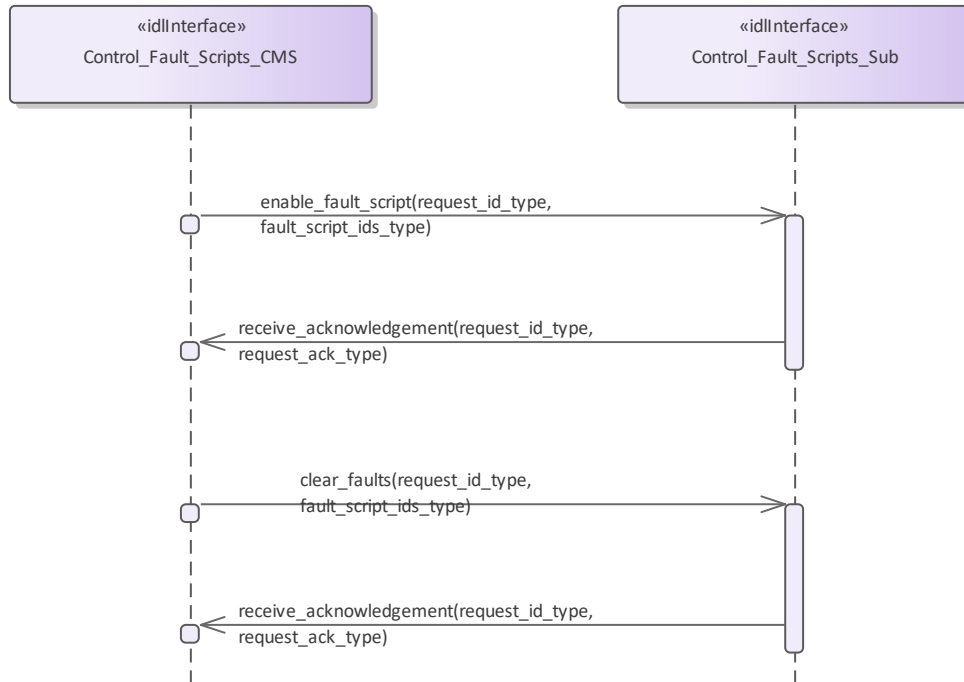 «idlInterface»
Control_Fault_Scripts_CMS
«idlInterface»
Control_Fault_Scripts_Sub
enable_fault_script(request_id_type,
fault_script_ids_type)
receive_acknowledgement(request_id_type,
request_ack_type)
clear_faults(request_id_type,
fault_script_ids_type)
receive_acknowledgement(request_id_type,
request_ack_type)